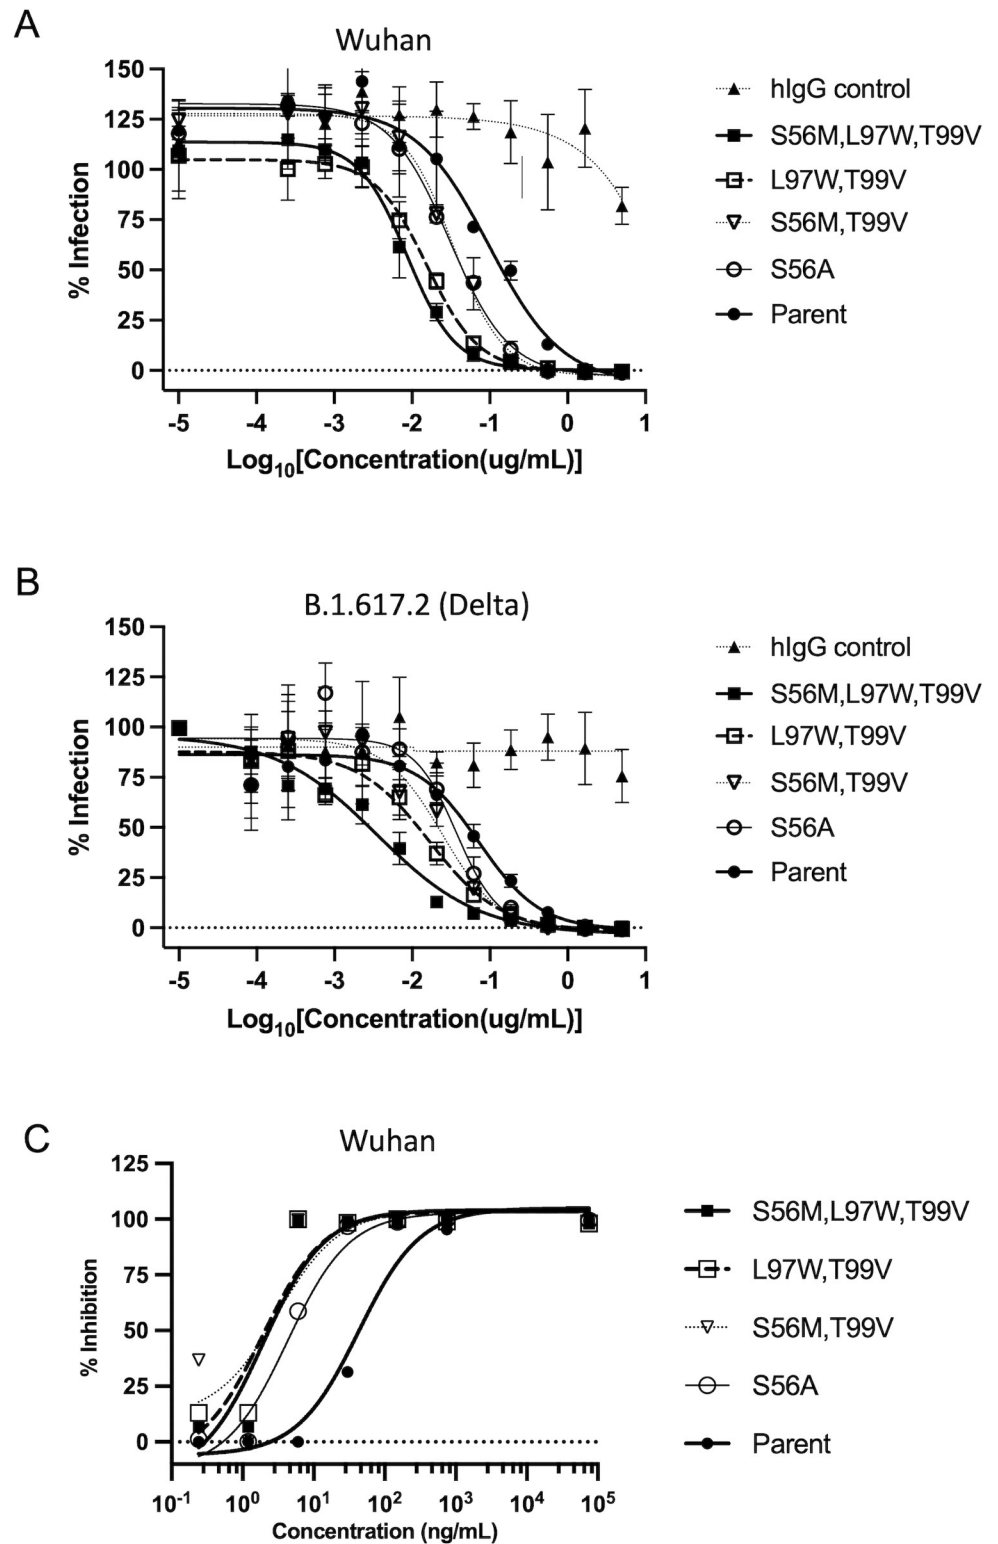 A
Wuhan
150
125
100
75
50
25
0
% Infection
-5 -4 -3 -2 -1 0 1
Log10[Concentration(ug/mL)]
hIgG control
S56M,L97W,T99V
L97W,T99V
S56M,T99V
S56A
Parent
B
B.1.617.2 (Delta)
150
125
100
75
50
25
0
% Infection
-5 -4 -3 -2 -1 0 1
Log10[Concentration(ug/mL)]
hIgG control
S56M,L97W,T99V
L97W,T99V
S56M,T99V
S56A
Parent
C
Wuhan
125
100
75
50
25
0
% Inhibition
10-1 100 101 102 103 104 105
Concentration (ng/mL)
S56M,L97W,T99V
L97W,T99V
S56M,T99V
S56A
Parent